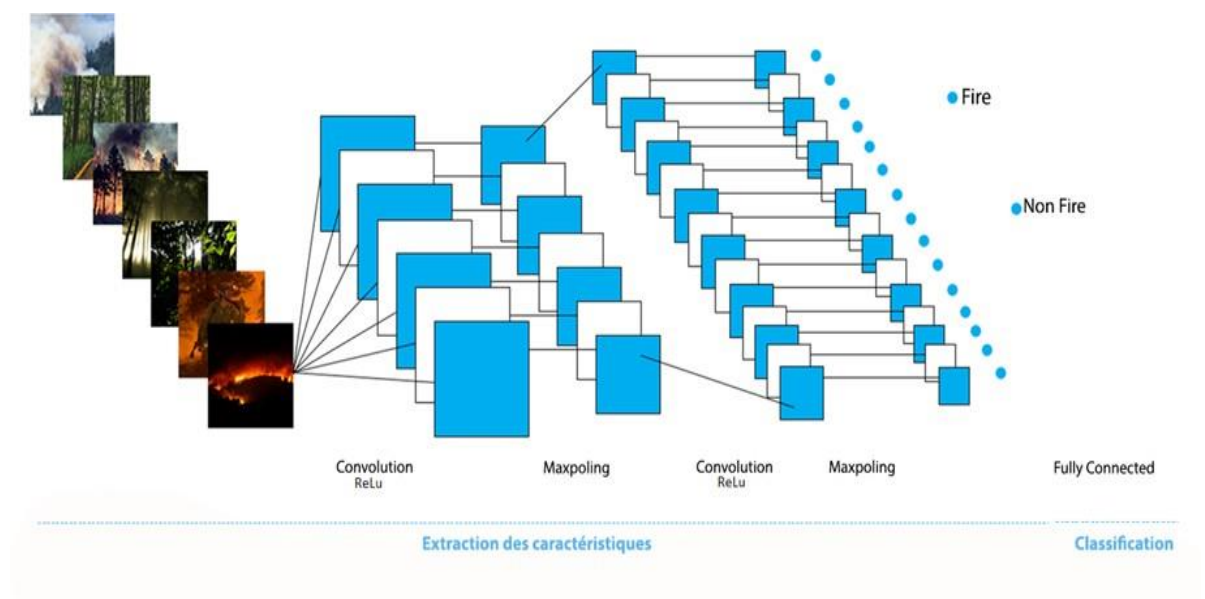 Fire
Non Fire
Convolution
ReLu
Maxpoling
Convolution
ReLu
Maxpoling
Fully Connected
Extraction des caractéristiques
Classification